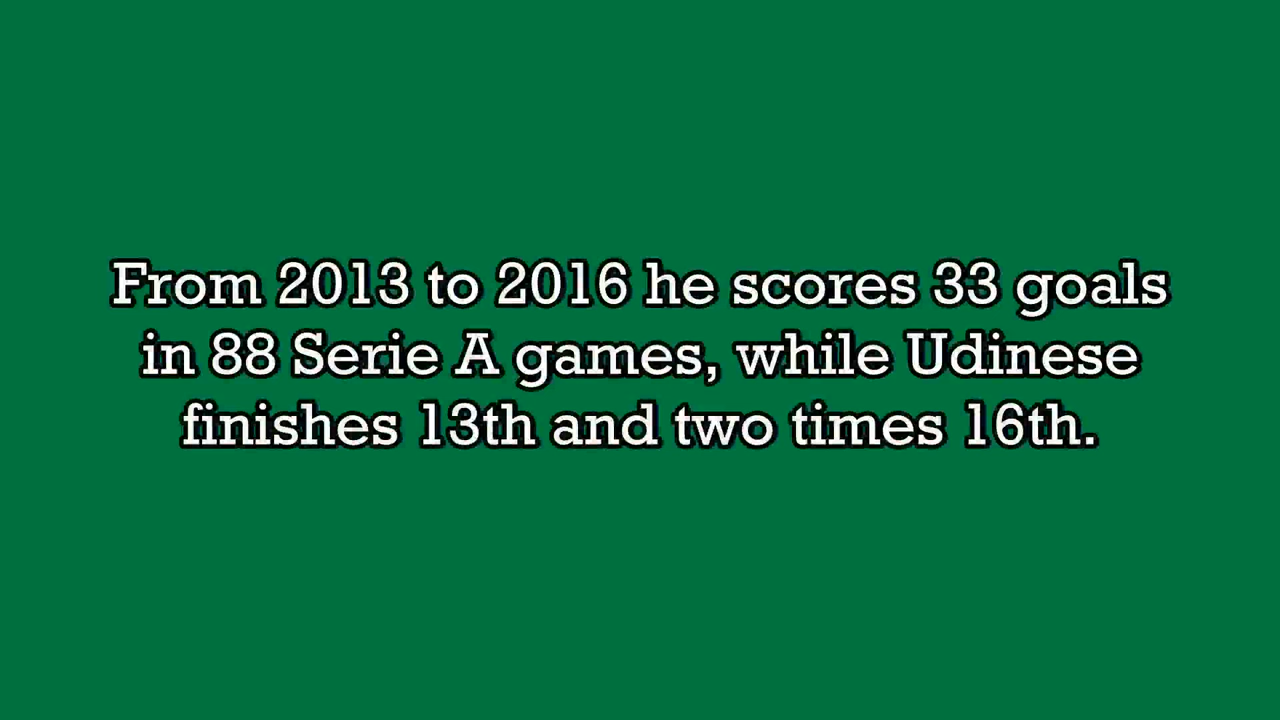 From 2013 to 2016 he scores 33 goals
in 88 Serie A games, while Udinese
finishes 13th and two times 16th.